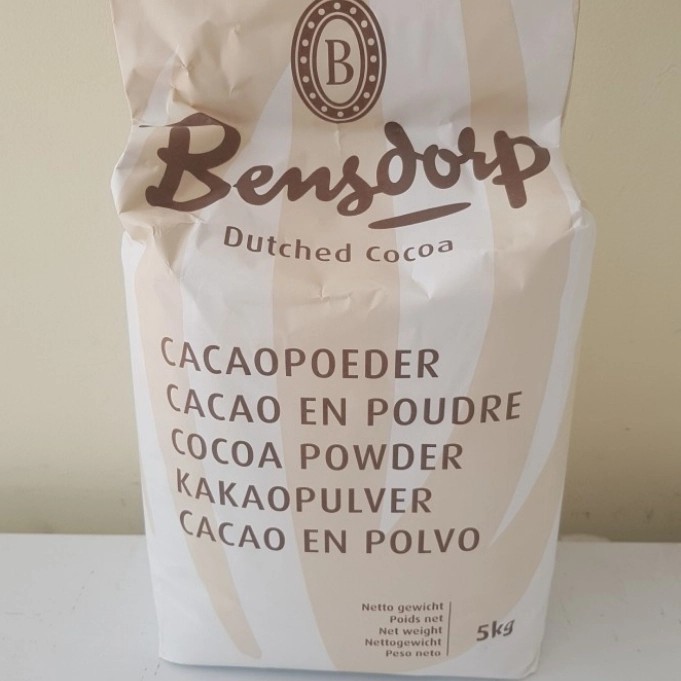 B
Bensdorp
Dutched Cocoa
CACAOPOEDER
CACAO EN POUDRE
COCOA POWDER
KAKAOPULVER
CACAO EN POLVO
Netto gewicht
Poids net
Net weight
Nettogewicht
Peso neto
5kg